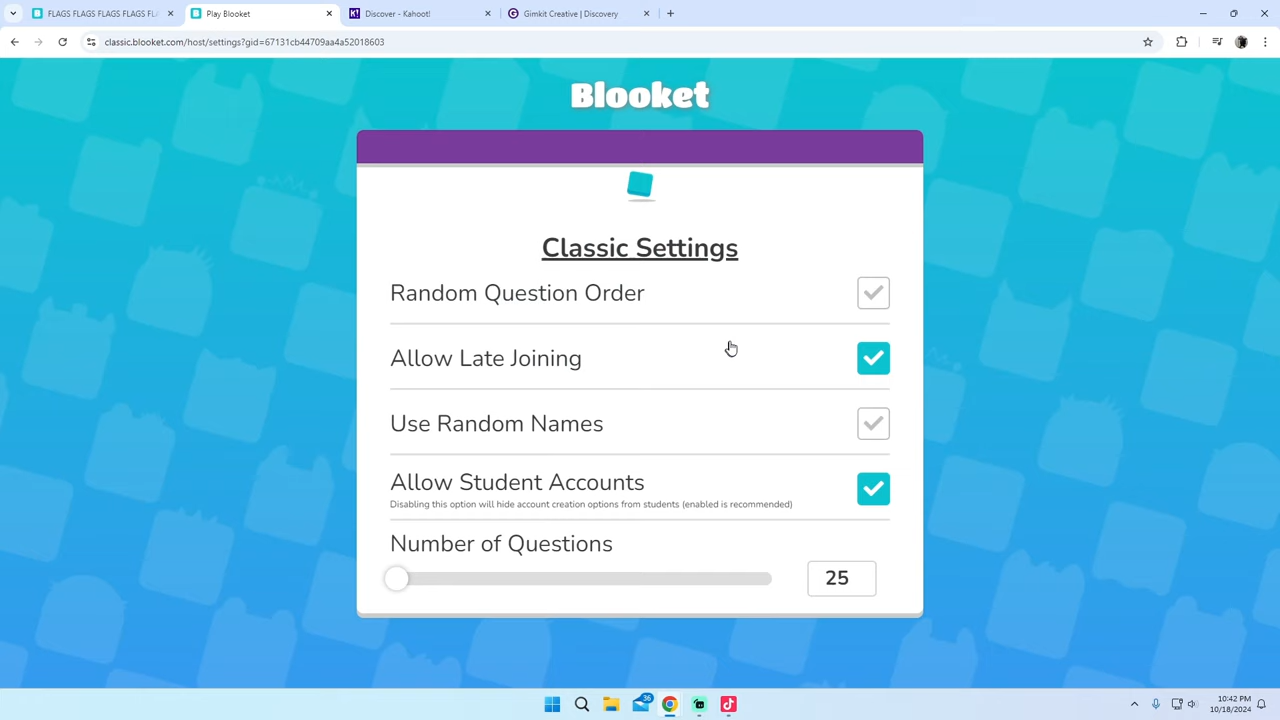 FLAGS FLAGS FLAGS FLAGS FL
Play Blooket
Discover - Kahoot!
Gimkit Creative | Discovery
classic.blooket.com/host/settings?gid=67131cb44709aa4a52018603
Blooket
Classic Settings
Random Question Order
Allow Late Joining
Use Random Names
Allow Student Accounts
Disabling this option will hide account creation options from students (enabled is recommended)
Number of Questions
25
36
10:42 PM
10/18/2024